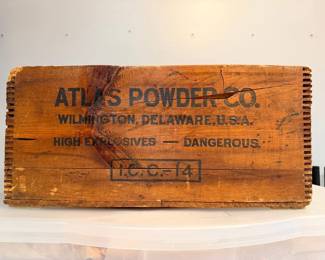 ATLAS POWDER CO.
WILMINGTON, DELAWARE, U.S.A.
HIGH EXPLOSIVES — DANGEROUS.
I.C.C.-14